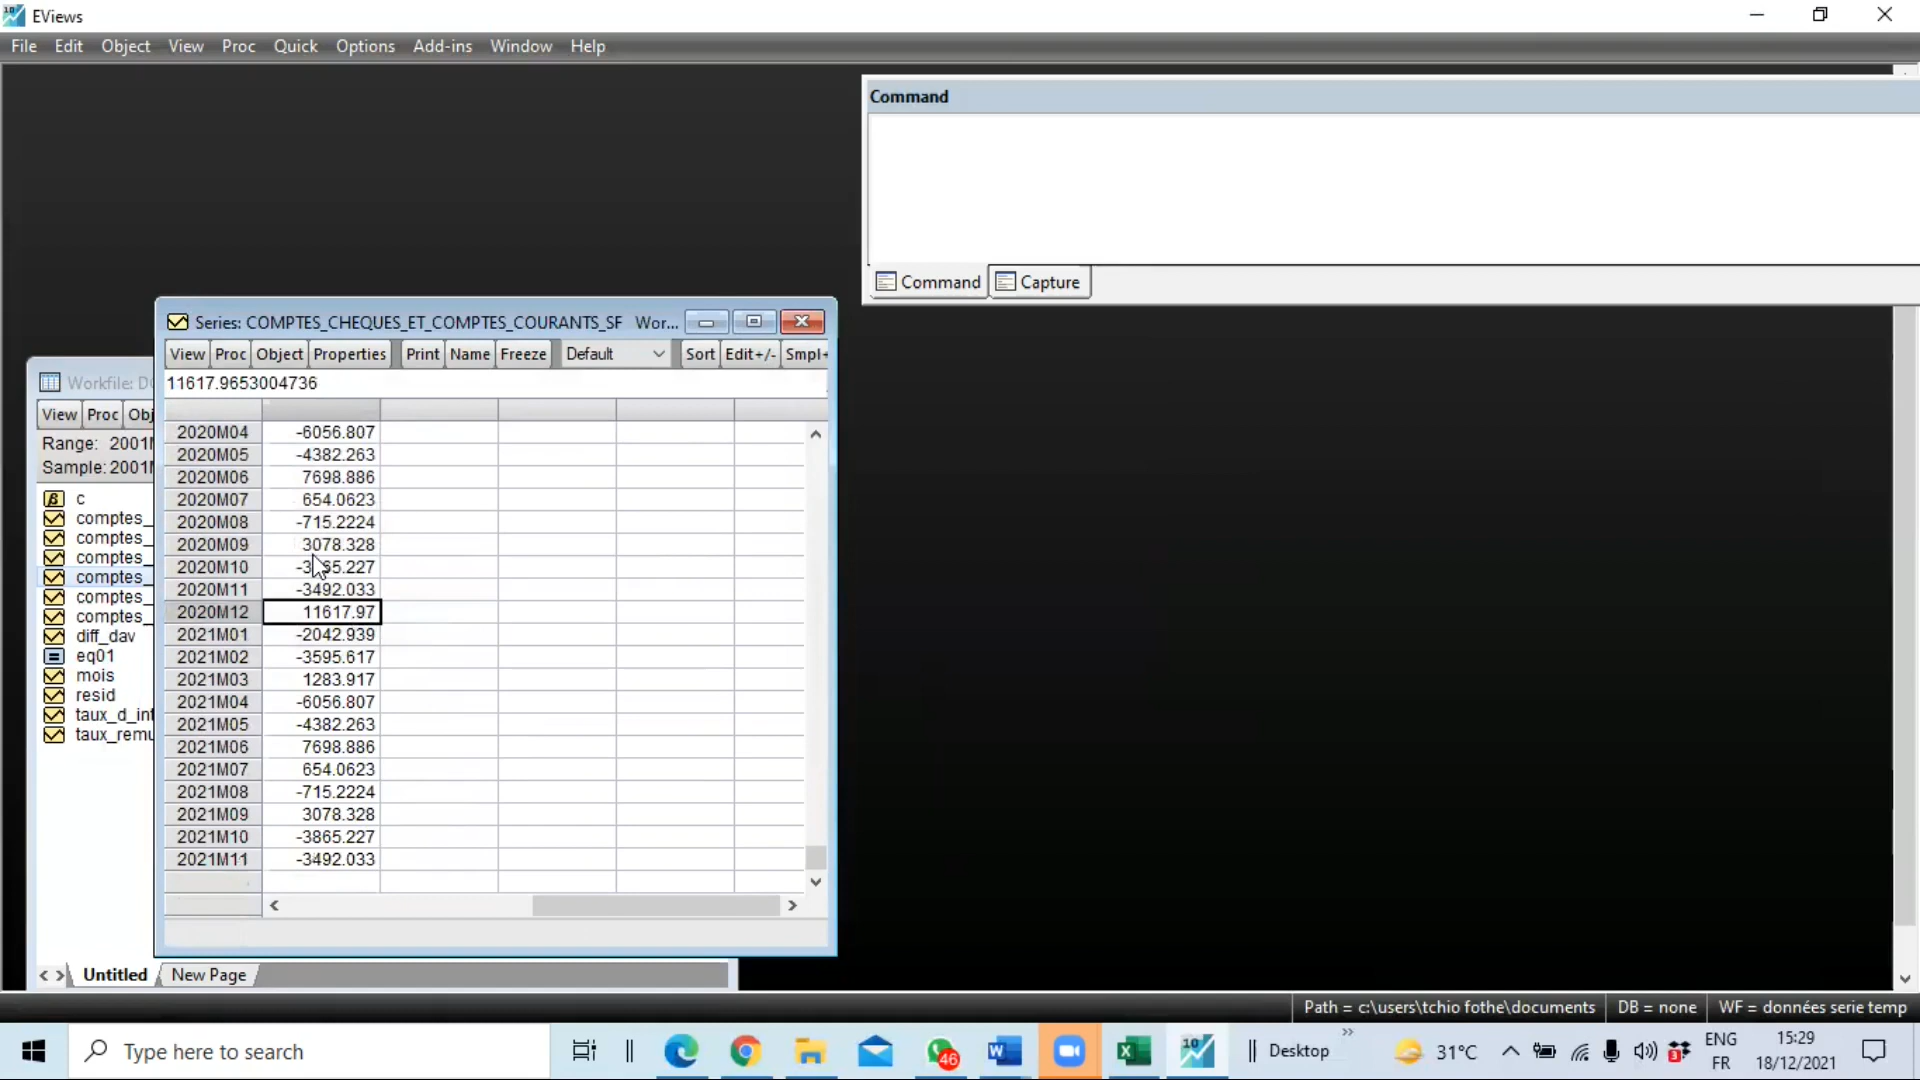 EViews
File Edit Object View Proc Quick Options Add-ins Window Help
Command
Command Capture
Series: COMPTES_CHEQUES_ET_COMPTES_COURANTS_SF Wor...
View Proc Object Properties Print Name Freeze Default Sort Edit+/- Smpl+
11617.9653004736
2020M04 -6056.807
2020M05 -4382.263
2020M06 7698.886
2020M07 654.0623
2020M08 -715.2224
2020M09 3078.328
2020M10 -3865.227
2020M11 -3492.033
2020M12 11617.97
2021M01 -2042.939
2021M02 -3595.617
2021M03 1283.917
2021M04 -6056.807
2021M05 -4382.263
2021M06 7698.886
2021M07 654.0623
2021M08 -715.2224
2021M09 3078.328
2021M10 -3865.227
2021M11 -3492.033
Workfile: D
View Proc Obj
Range: 2001M
Sample: 2001M
c
comptes_
comptes_
comptes_
comptes_
comptes_
comptes_
diff_dav
eq01
mois
resid
taux_d_int
taux_remu
Untitled New Page
Path = c:\users\tchio fothe\documents DB = none WF = données serie temp
Type here to search
46
10
Desktop
31°C
3
ENG
FR
15:29
18/12/2021